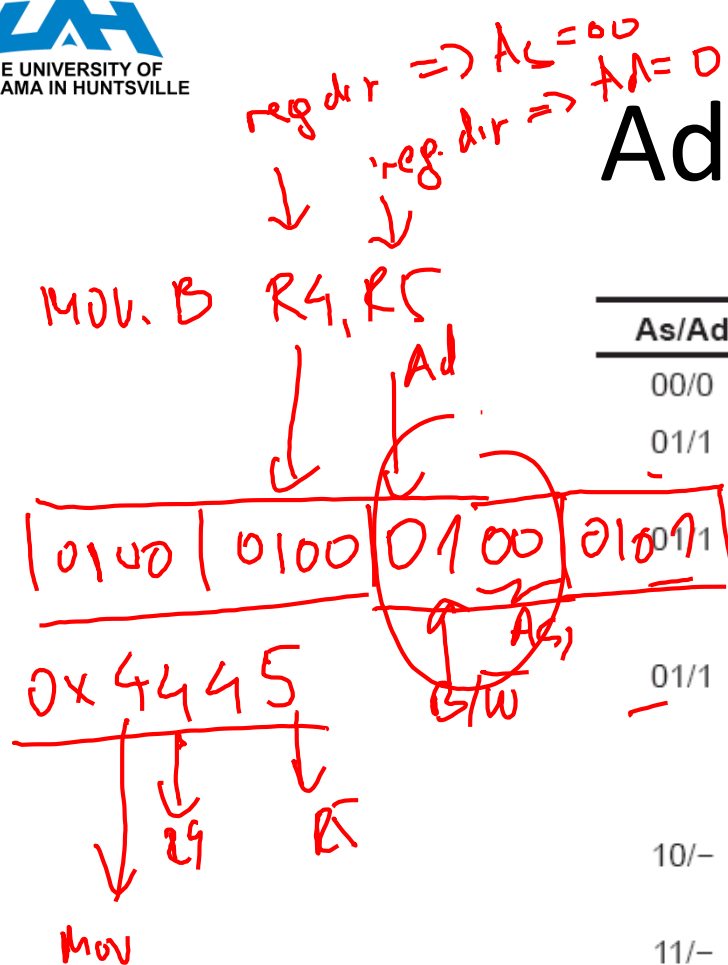 E UNIVERSITY OF
AMA IN HUNTSVILLE
reg dir => As = 00
reg. dir => Ad = 0
Ad
MOV.B R4, R5
Ad
As/Ad
00/0
01/1
0100 0100 0100 0101
01/1
As
B/W
01/1
0x4445
R4
R5
10/–
Mov
11/–